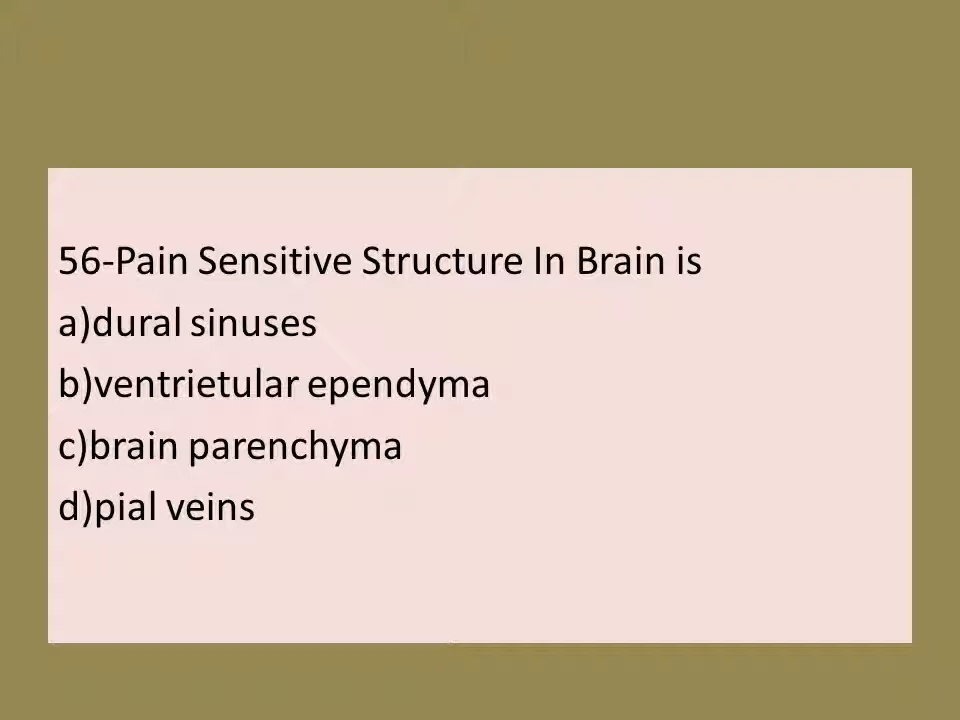 56-Pain Sensitive Structure In Brain is
a)dural sinuses
b)ventrietular ependyma
c)brain parenchyma
d)pial veins